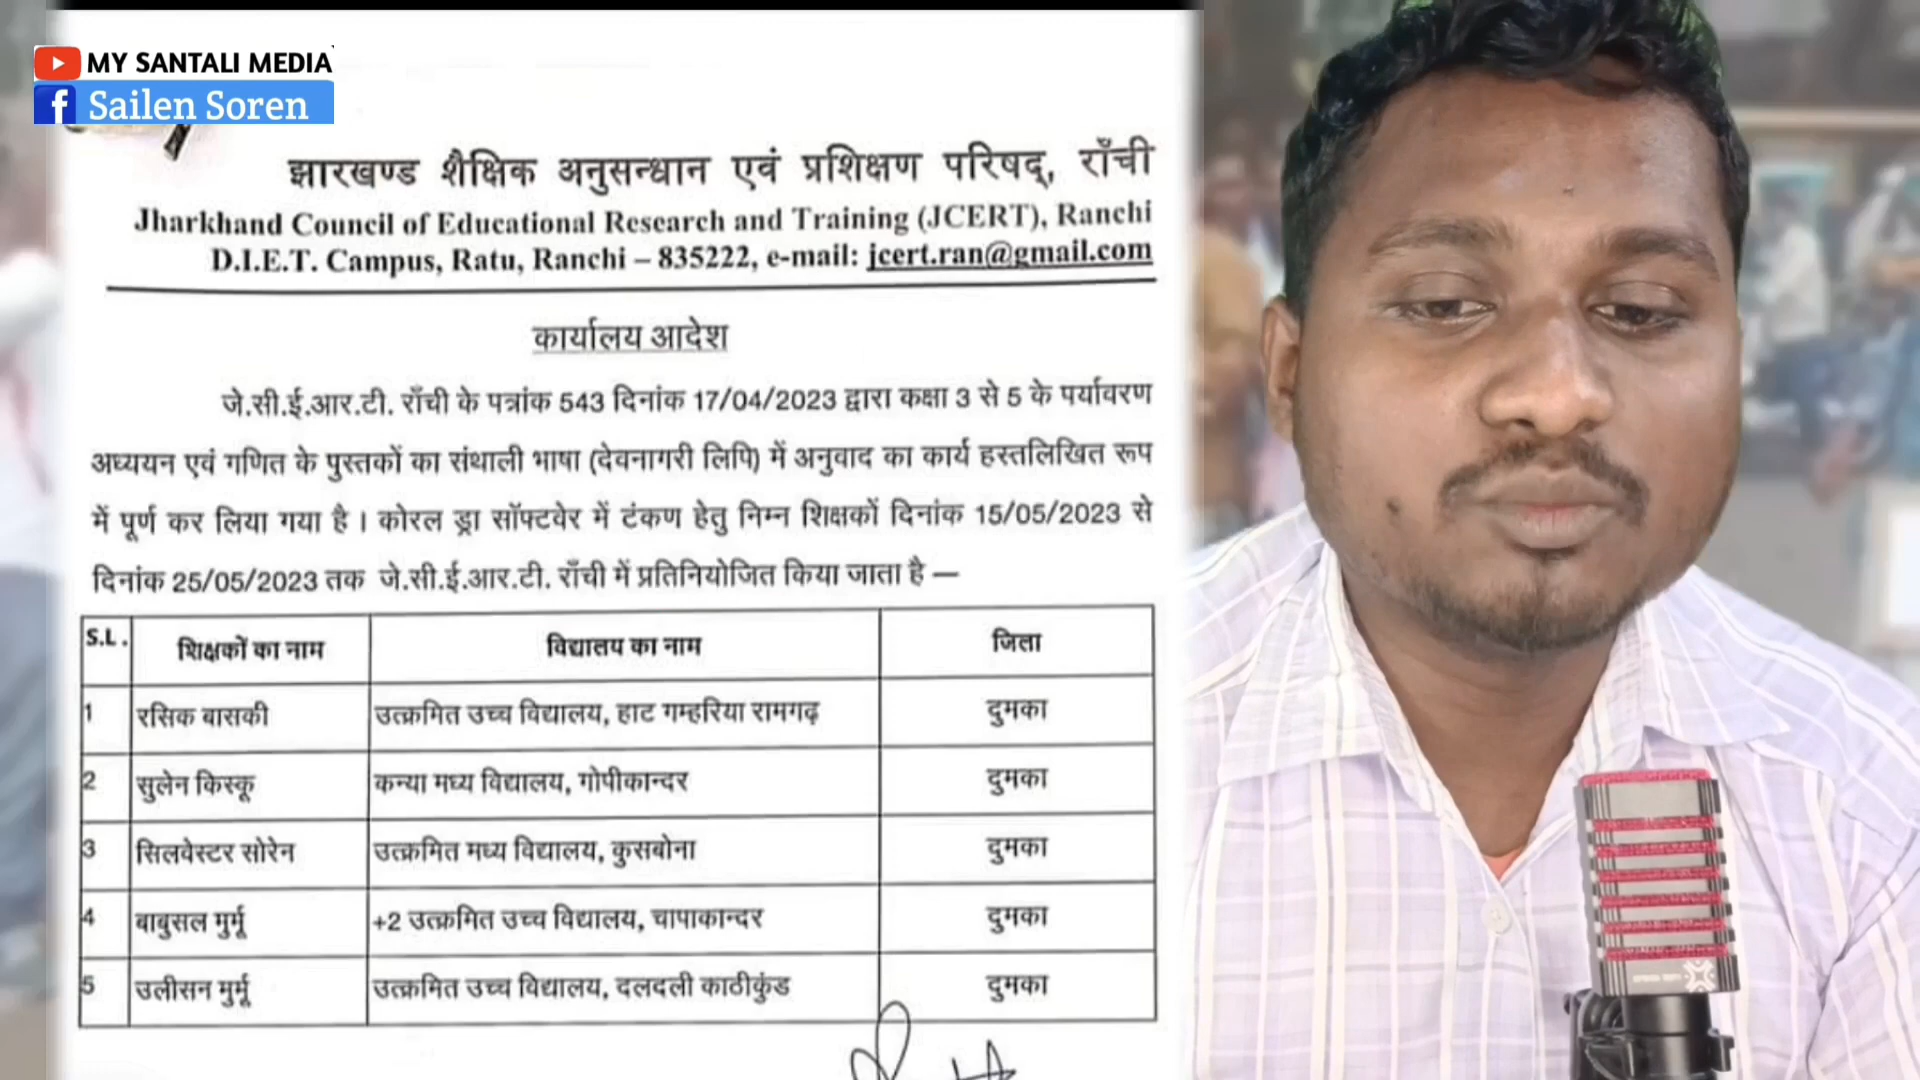 MY SANTALI MEDIA
Sailen Soren
झारखण्ड शैक्षिक अनुसन्धान एवं प्रशिक्षण परिषद्, राँची
Jharkhand Council of Educational Research and Training (JCERT), Ranchi
D.I.E.T. Campus, Ratu, Ranchi – 835222, e-mail: jcert.ran@gmail.com
कार्यालय आदेश
जे.सी.ई.आर.टी. राँची के पत्रांक 543 दिनांक 17/04/2023 द्वारा कक्षा 3 से 5 के पर्यावरण
अध्ययन एवं गणित के पुस्तकों का संथाली भाषा (देवनागरी लिपि) में अनुवाद का कार्य हस्तलिखित रूप
में पूर्ण कर लिया गया है । कोरल ड्रा सॉफ्टवेर में टंकण हेतु निम्न शिक्षकों दिनांक 15/05/2023 से
दिनांक 25/05/2023 तक जे.सी.ई.आर.टी. राँची में प्रतिनियोजित किया जाता है —
S.L. शिक्षकों का नाम विद्यालय का नाम जिला
1 रसिक बासकी उत्क्रमित उच्च विद्यालय, हाट गम्हरिया रामगढ़ दुमका
2 सुलेन किस्कू कन्या मध्य विद्यालय, गोपीकान्दर दुमका
3 सिलवेस्टर सोरेन उत्क्रमित मध्य विद्यालय, कुसबोना दुमका
4 बाबुसल मुर्मू +2 उत्क्रमित उच्च विद्यालय, चापाकान्दर दुमका
5 उलीसन मुर्मू उत्क्रमित उच्च विद्यालय, दलदली काठीकुंड दुमका